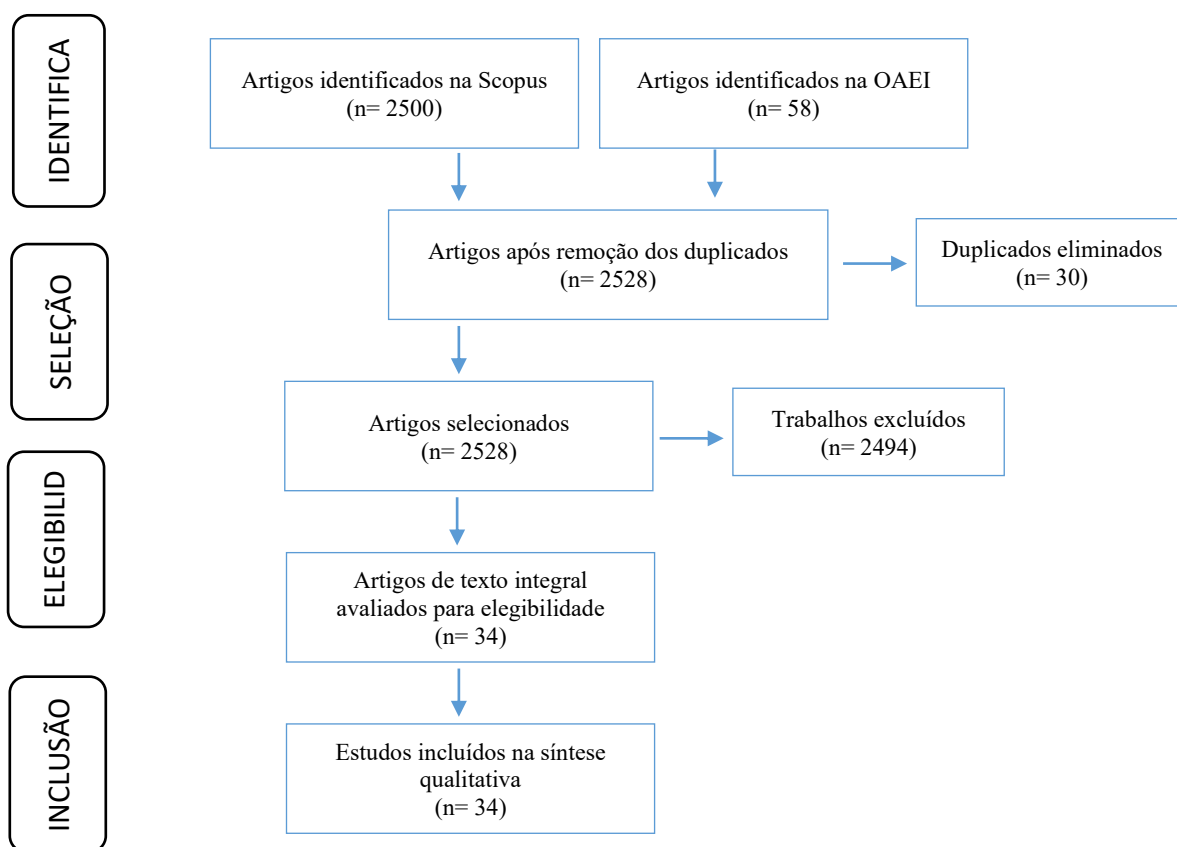 IDENTIFICA
Artigos identificados na Scopus
(n= 2500)
Artigos identificados na OAEI
(n= 58)
SELEÇÃO
Artigos após remoção dos duplicados
(n= 2528)
Duplicados eliminados
(n= 30)
Artigos selecionados
(n= 2528)
Trabalhos excluídos
(n= 2494)
ELEGIBILID
Artigos de texto integral
avaliados para elegibilidade
(n= 34)
INCLUSÃO
Estudos incluídos na síntese
qualitativa
(n= 34)